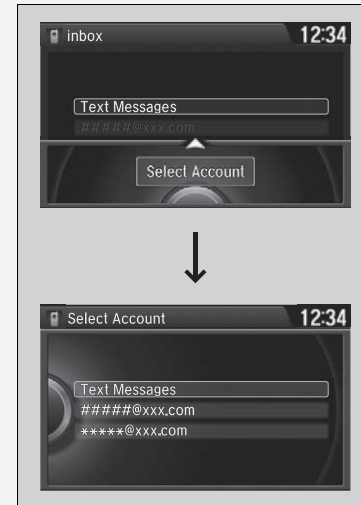 inbox 12:34
Text Messages
#####@xxx.com
Select Account
Select Account 12:34
Text Messages
#####@xxx.com
*****@xxx.com